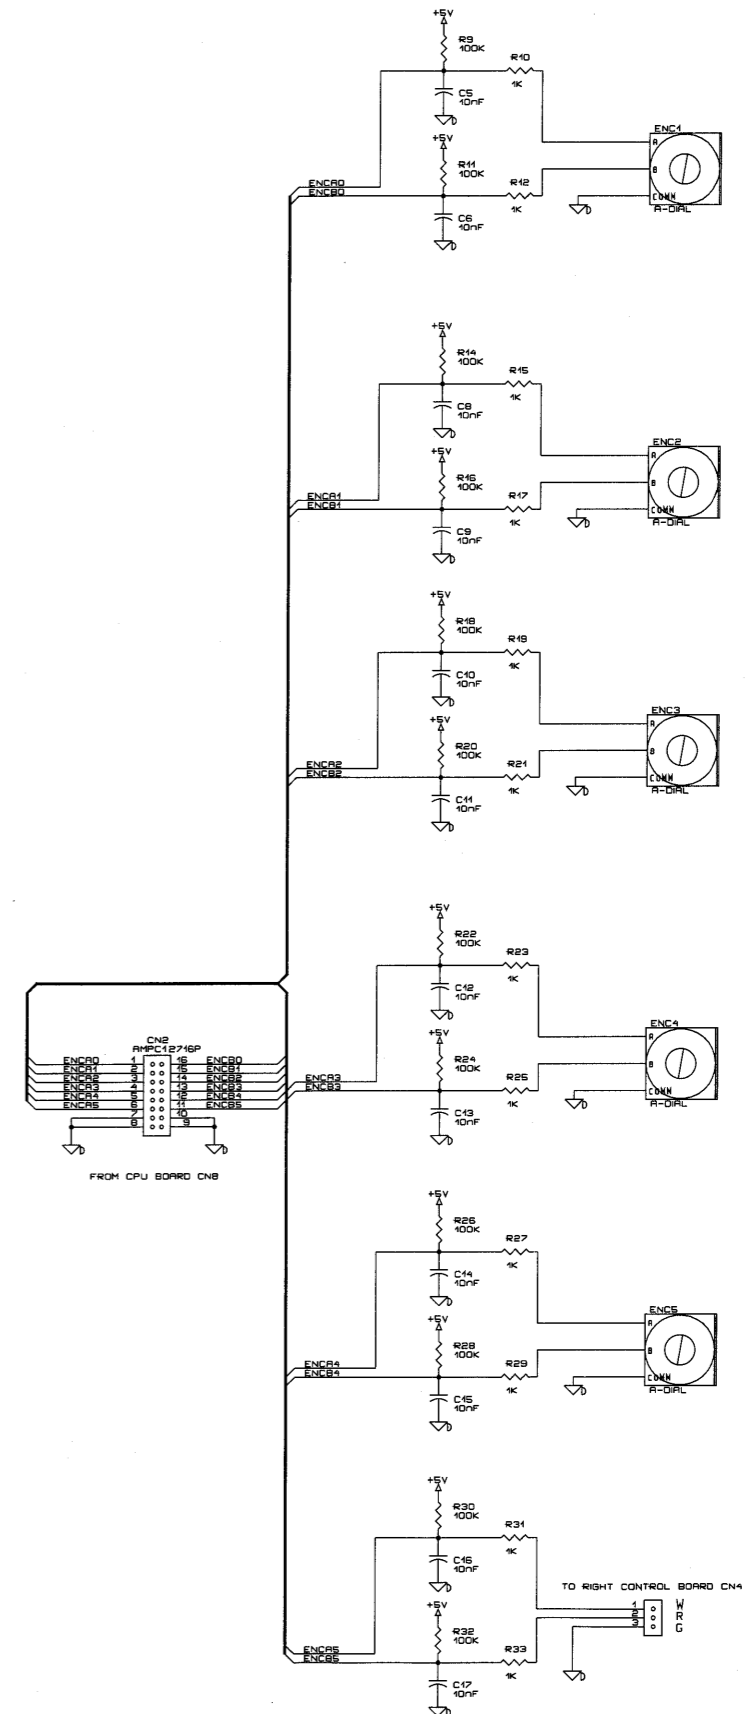 +5V
R9
100K
R10
1K
C5
10nF
D
+5V
R11
100K
ENC1
A
B
COMM
A-DIAL
ENCA0
ENCB0
R12
1K
D
C6
10nF
D
+5V
R14
100K
R15
1K
C8
10nF
D
+5V
R16
100K
ENC2
A
B
COMM
A-DIAL
ENCA1
ENCB1
R17
1K
D
C9
10nF
D
+5V
R18
100K
R19
1K
C10
10nF
D
+5V
R20
100K
ENC3
A
B
COMM
A-DIAL
ENCA2
ENCB2
R21
1K
D
C11
10nF
D
+5V
R22
100K
R23
1K
C12
10nF
D
+5V
R24
100K
ENC4
A
B
COMM
A-DIAL
ENCA3
ENCB3
R25
1K
D
C13
10nF
D
CN2
AMPC12716P
ENCA0 1 16 ENCB0
ENCA1 2 15 ENCB1
ENCA2 3 14 ENCB2
ENCA3 4 13 ENCB3
ENCA4 5 12 ENCB4
ENCA5 6 11 ENCB5
7 10
8 9
D D
FROM CPU BOARD CN8
+5V
R26
100K
R27
1K
C14
10nF
D
+5V
R28
100K
ENC5
A
B
COMM
A-DIAL
ENCA4
ENCB4
R29
1K
D
C15
10nF
D
+5V
R30
100K
R31
1K
C16
10nF
D
TO RIGHT CONTROL BOARD CN4
1 W
2 R
3 G
+5V
R32
100K
ENCA5
ENCB5
R33
1K
D
C17
10nF
D